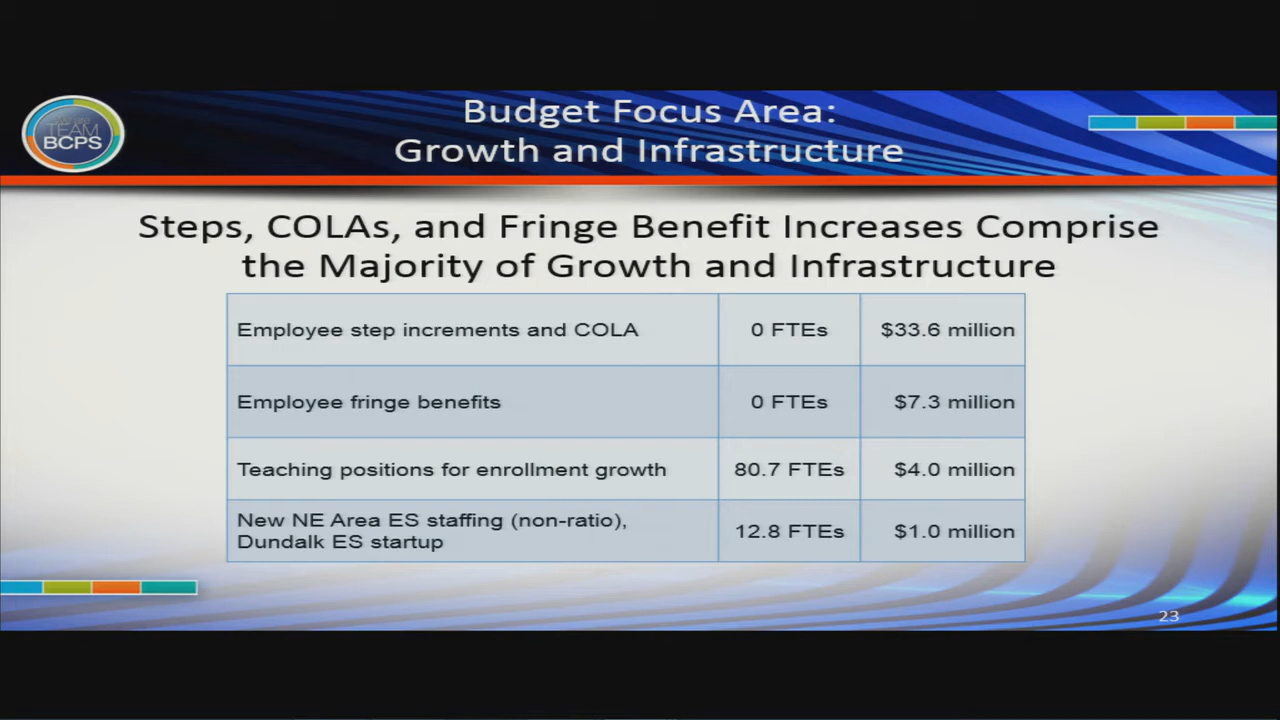 Budget Focus Area:
Growth and Infrastructure
TEAM
BCPS
Steps, COLAs, and Fringe Benefit Increases Comprise
the Majority of Growth and Infrastructure
Employee step increments and COLA 0 FTEs $33.6 million
Employee fringe benefits 0 FTEs $7.3 million
Teaching positions for enrollment growth 80.7 FTEs $4.0 million
New NE Area ES staffing (non-ratio),
Dundalk ES startup 12.8 FTEs $1.0 million
23